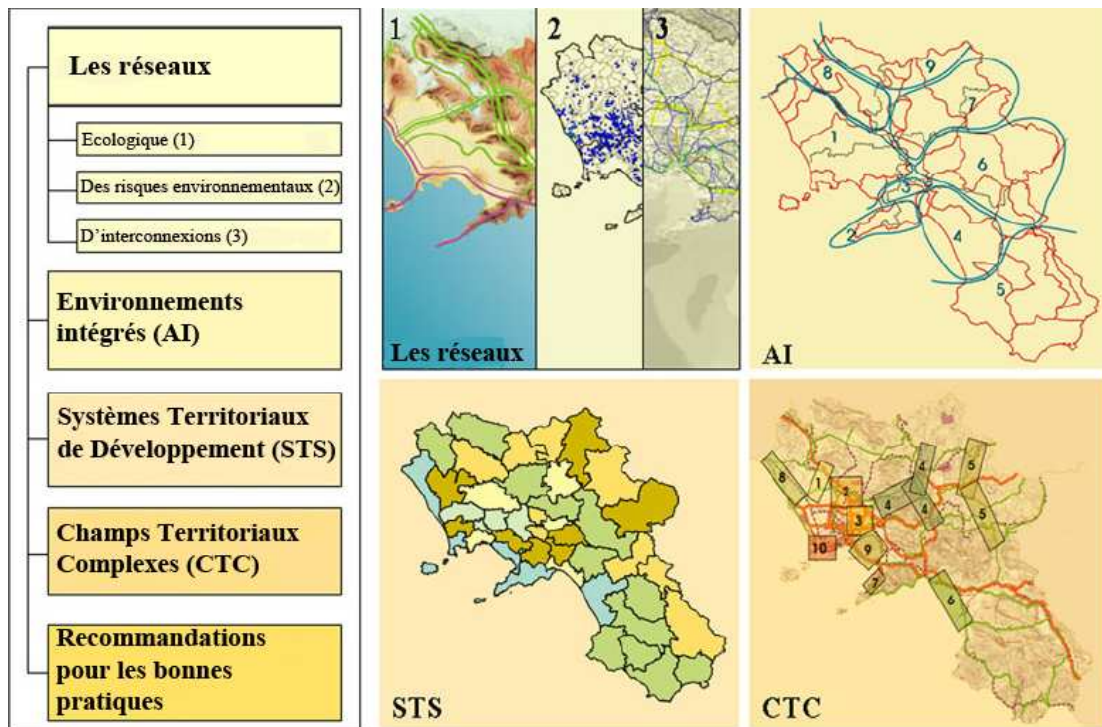 Les réseaux
Ecologique (1)
Des risques environnementaux (2)
D'interconnexions (3)
Environnements
intégrés (AI)
Systèmes Territoriaux
de Développement (STS)
Champs Territoriaux
Complexes (CTC)
Recommandations
pour les bonnes
pratiques
1
2
3
Les réseaux
8
9
7
1
6
3
2
4
5
AI
STS
8
1
2
4
5
4
4
5
3
10
9
7
6
CTC